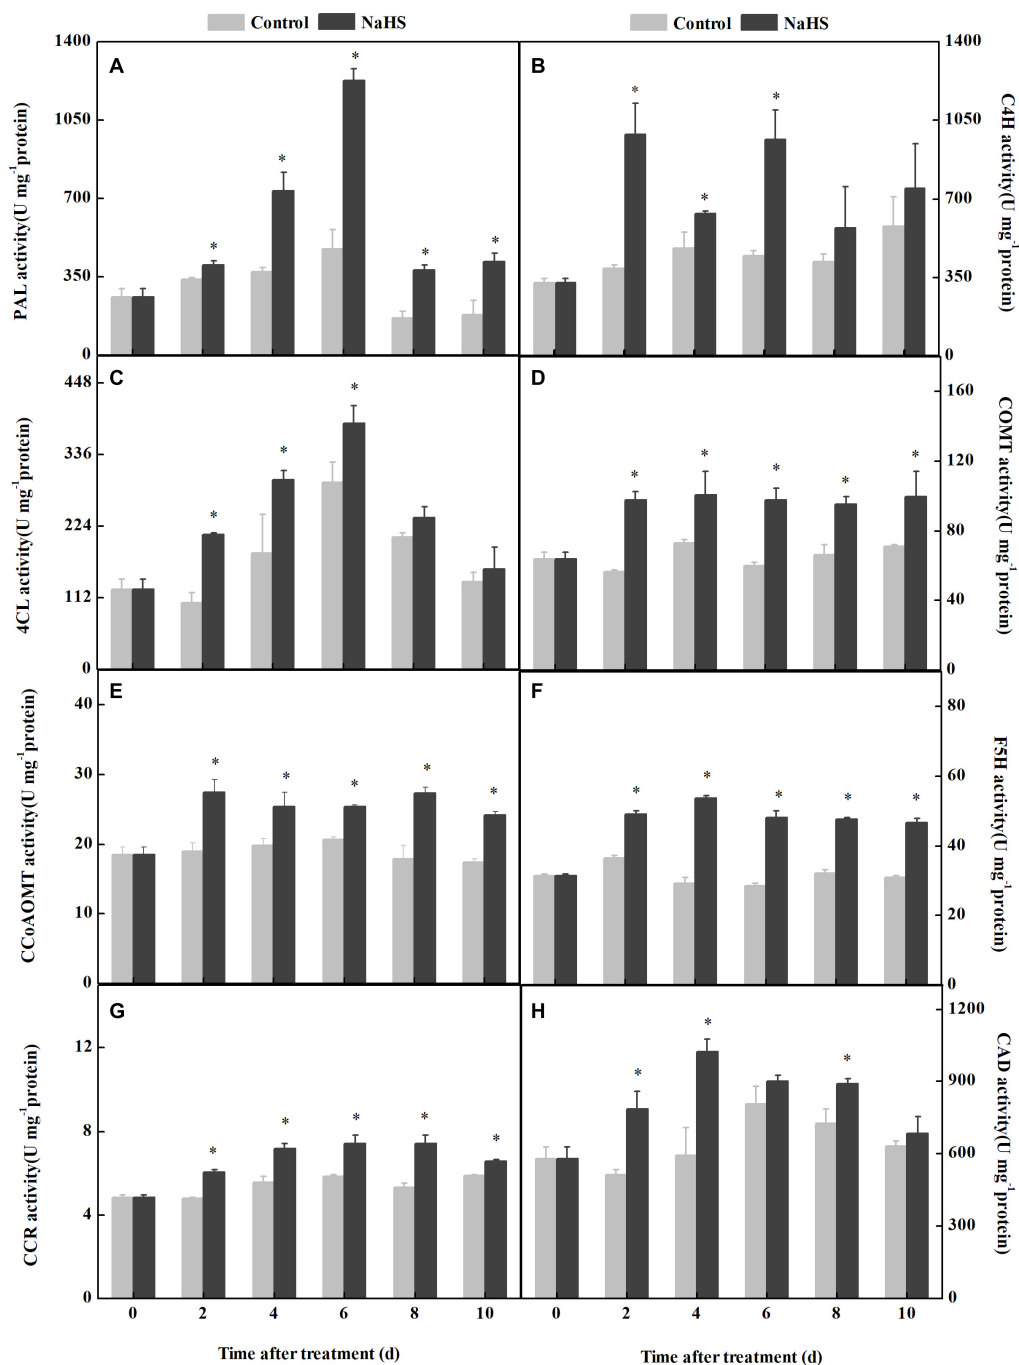 Control NaHS
Control NaHS
A
1400
1050
700
350
0
PAL activity(U mg⁻¹protein)
* * * * *
B
1400
1050
700
350
0
C4H activity(U mg⁻¹protein)
* * *
C
448
336
224
112
0
4CL activity(U mg⁻¹protein)
* * *
D
160
120
80
40
0
COMT activity(U mg⁻¹protein)
* * * * *
E
40
30
20
10
0
CCoAOMT activity(U mg⁻¹protein)
* * * * *
F
80
60
40
20
0
F5H activity(U mg⁻¹protein)
* * * * *
G
12
8
4
0
CCR activity(U mg⁻¹protein)
* * * * *
0 2 4 6 8 10
Time after treatment (d)
H
1200
900
600
300
0
CAD activity(U mg⁻¹protein)
* * *
0 2 4 6 8 10
Time after treatment (d)